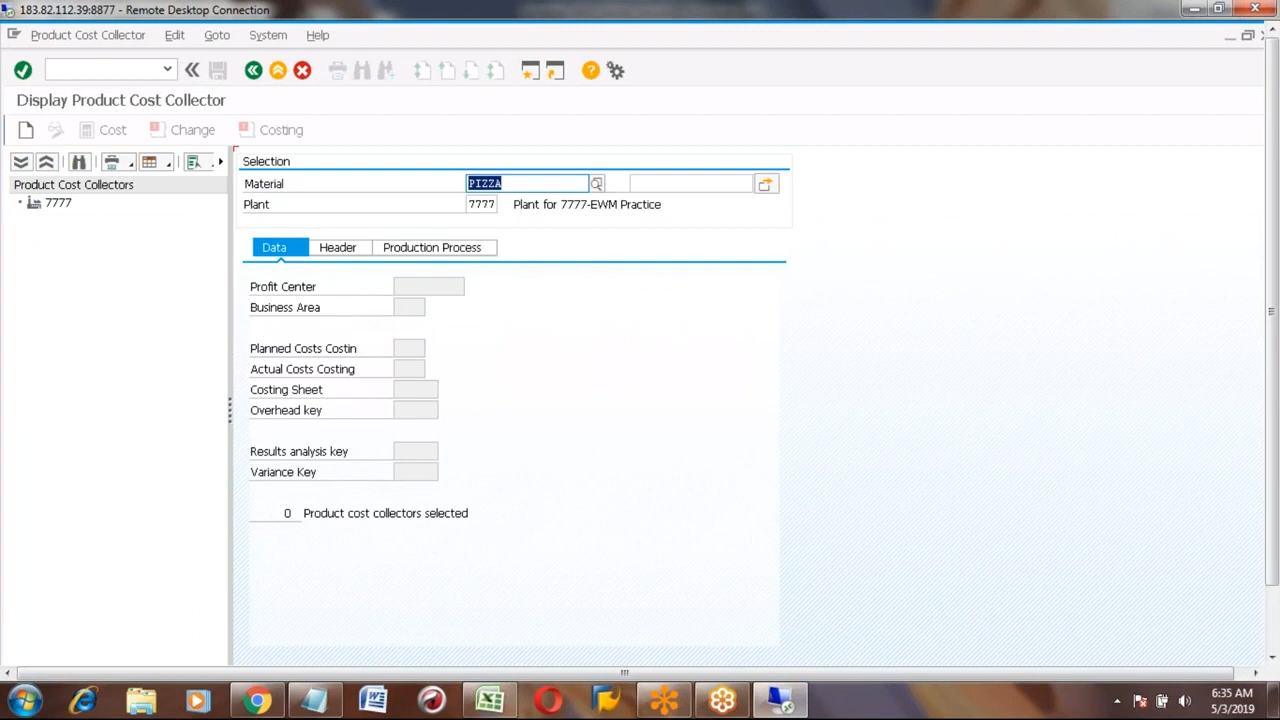 183.82.112.39:8877 - Remote Desktop Connection
Product Cost Collector Edit Goto System Help
Display Product Cost Collector
Cost Change Costing
Selection
Product Cost Collectors
Material PIZZA
7777
Plant 7777 Plant for 7777-EWM Practice
Data Header Production Process
Profit Center
Business Area
Planned Costs Costin
Actual Costs Costing
Costing Sheet
Overhead key
Results analysis key
Variance Key
0 Product cost collectors selected
6:35 AM
5/3/2019